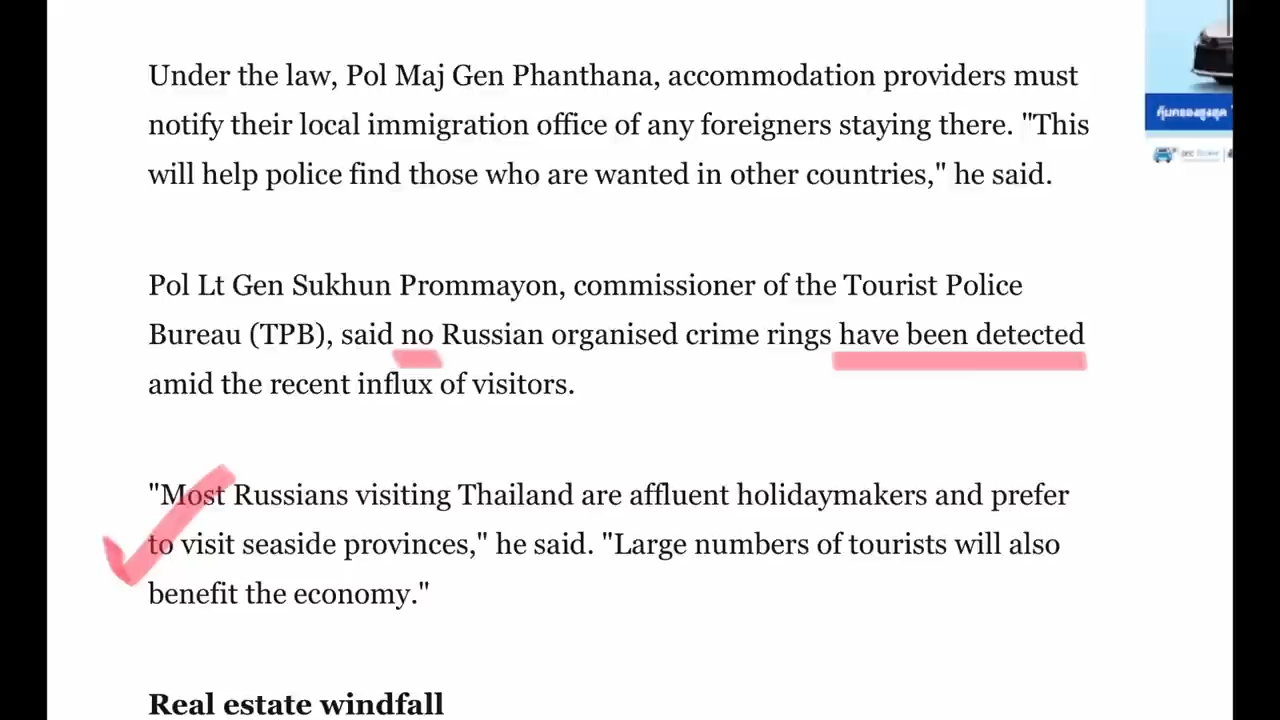 Under the law, Pol Maj Gen Phanthana, accommodation providers must
notify their local immigration office of any foreigners staying there. "This
will help police find those who are wanted in other countries," he said.
Pol Lt Gen Sukhun Prommayon, commissioner of the Tourist Police
Bureau (TPB), said no Russian organised crime rings have been detected
amid the recent influx of visitors.
"Most Russians visiting Thailand are affluent holidaymakers and prefer
to visit seaside provinces," he said. "Large numbers of tourists will also
benefit the economy."
Real estate windfall